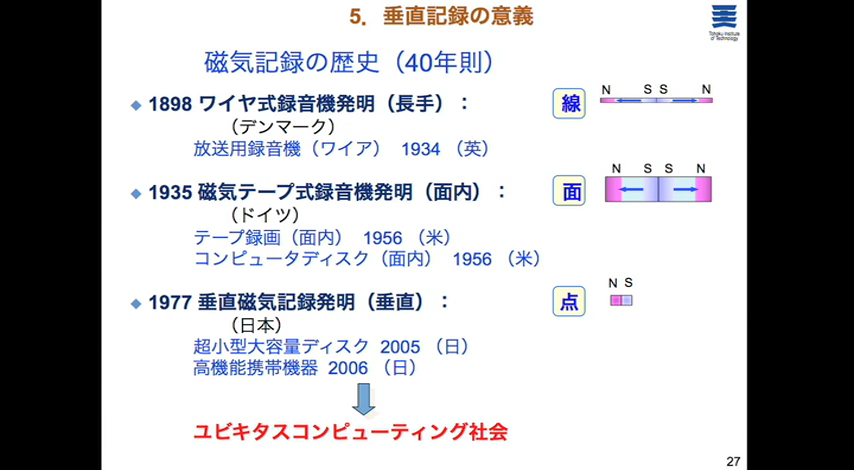 5．垂直記録の意義
Tohoku Institute
of Technology
磁気記録の歴史（40年則）
◆ 1898 ワイヤ式録音機発明（長手）：
（デンマーク）
放送用録音機（ワイア） 1934 （英）
線
N S S N
◆ 1935 磁気テープ式録音機発明（面内）：
（ドイツ）
テープ録画（面内） 1956 （米）
コンピュータディスク（面内） 1956 （米）
面
N S S N
◆ 1977 垂直磁気記録発明（垂直）：
（日本）
超小型大容量ディスク 2005 （日）
高機能携帯機器 2006 （日）
点
N S
ユビキタスコンピューティング社会
27